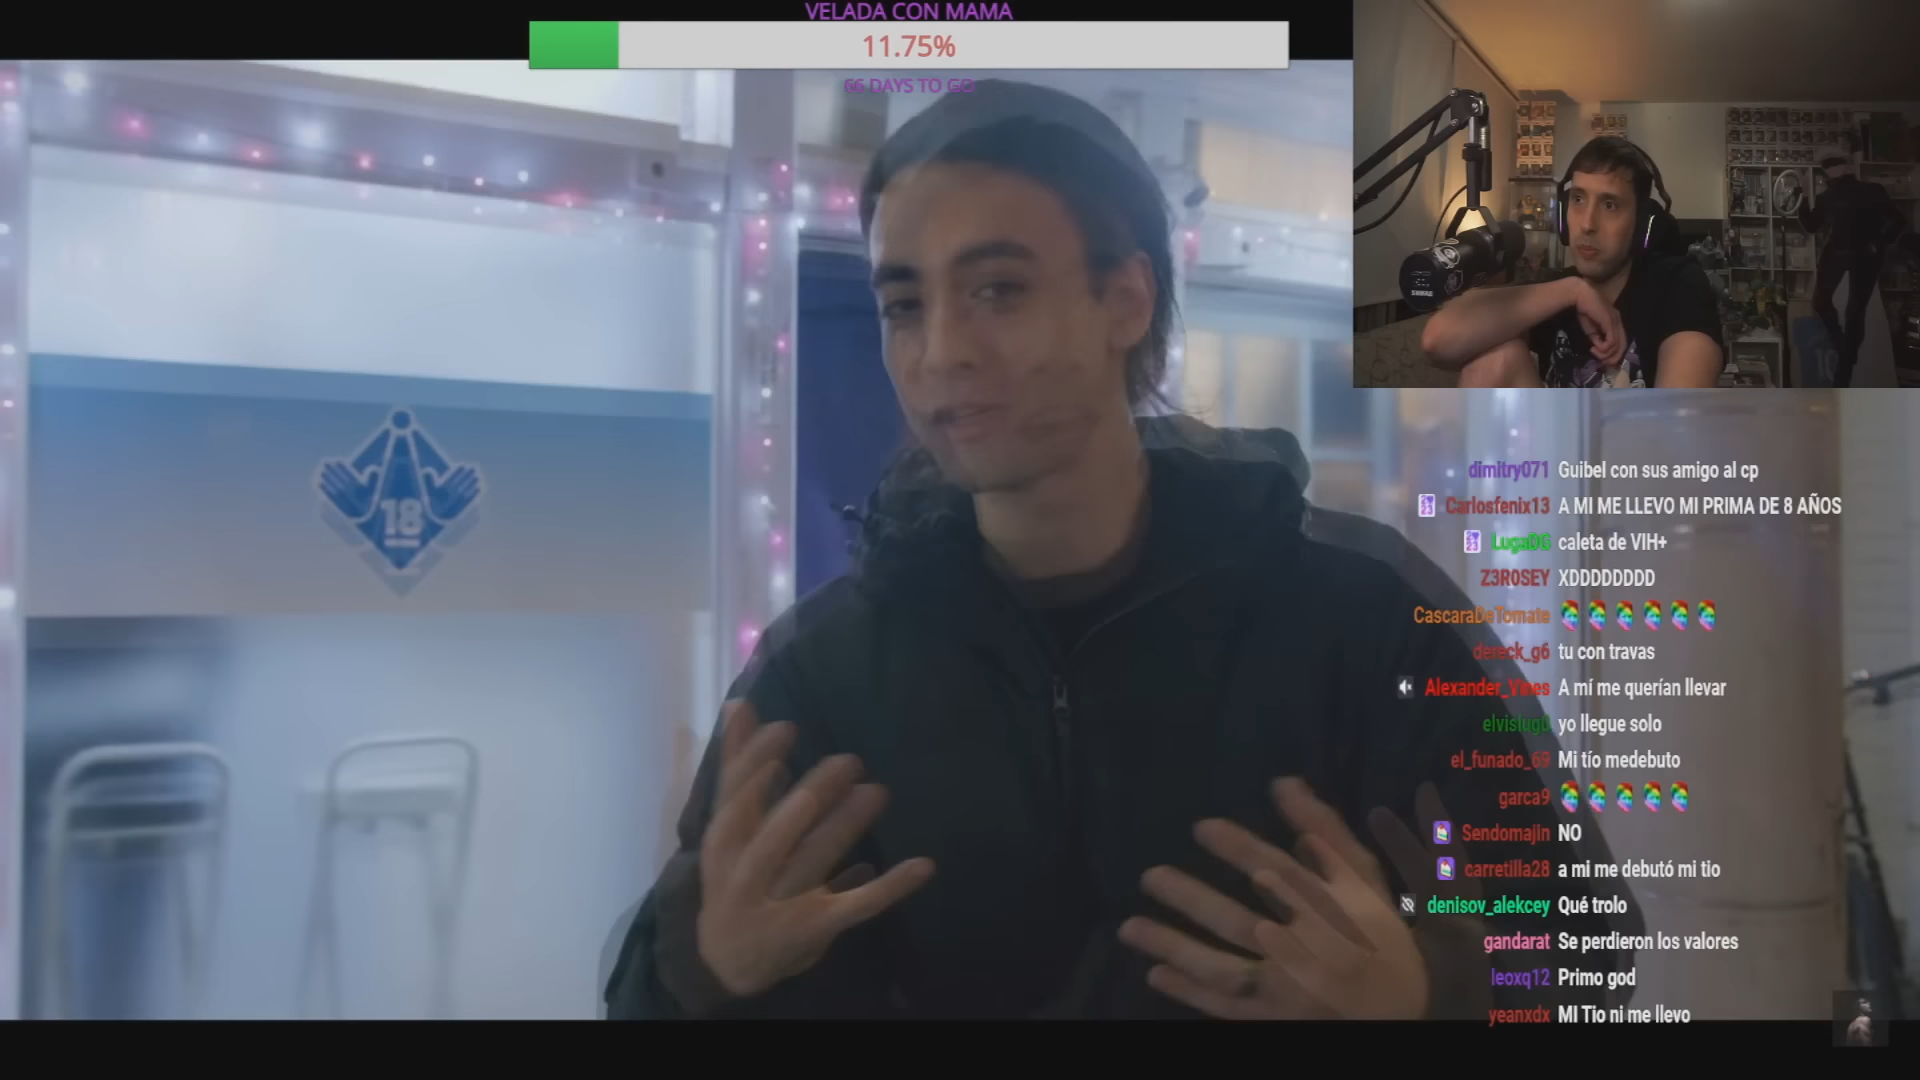 VELADA CON MAMA
11.75%
66 DAYS TO GO
18
dimitry071 Guibel con sus amigo al cp
Carlosfenix13 A MI ME LLEVO MI PRIMA DE 8 AÑOS
LugaDG caleta de VIH+
Z3R0SEY XDDDDDDDD
CascaraDeTomate
dereck_g6 tu con travas
Alexander_Vines A mí me querían llevar
elvislug0 yo llegue solo
el_funado_69 Mi tío medebuto
garca9
Sendomajin NO
carretilla28 a mi me debutó mi tio
denisov_alekcey Qué trolo
gandarat Se perdieron los valores
leoxq12 Primo god
yeanxdx MI Tio ni me llevo